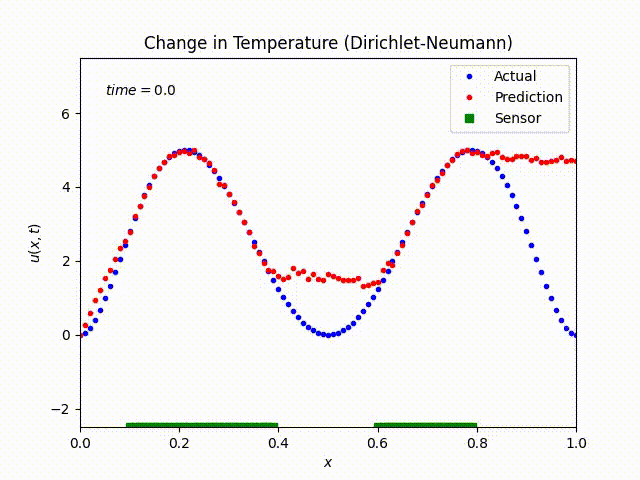 Change in Temperature (Dirichlet-Neumann)
time = 0.0
Actual
Prediction
Sensor
6
4
2
0
−2
u(x, t)
0.0 0.2 0.4 0.6 0.8 1.0
x